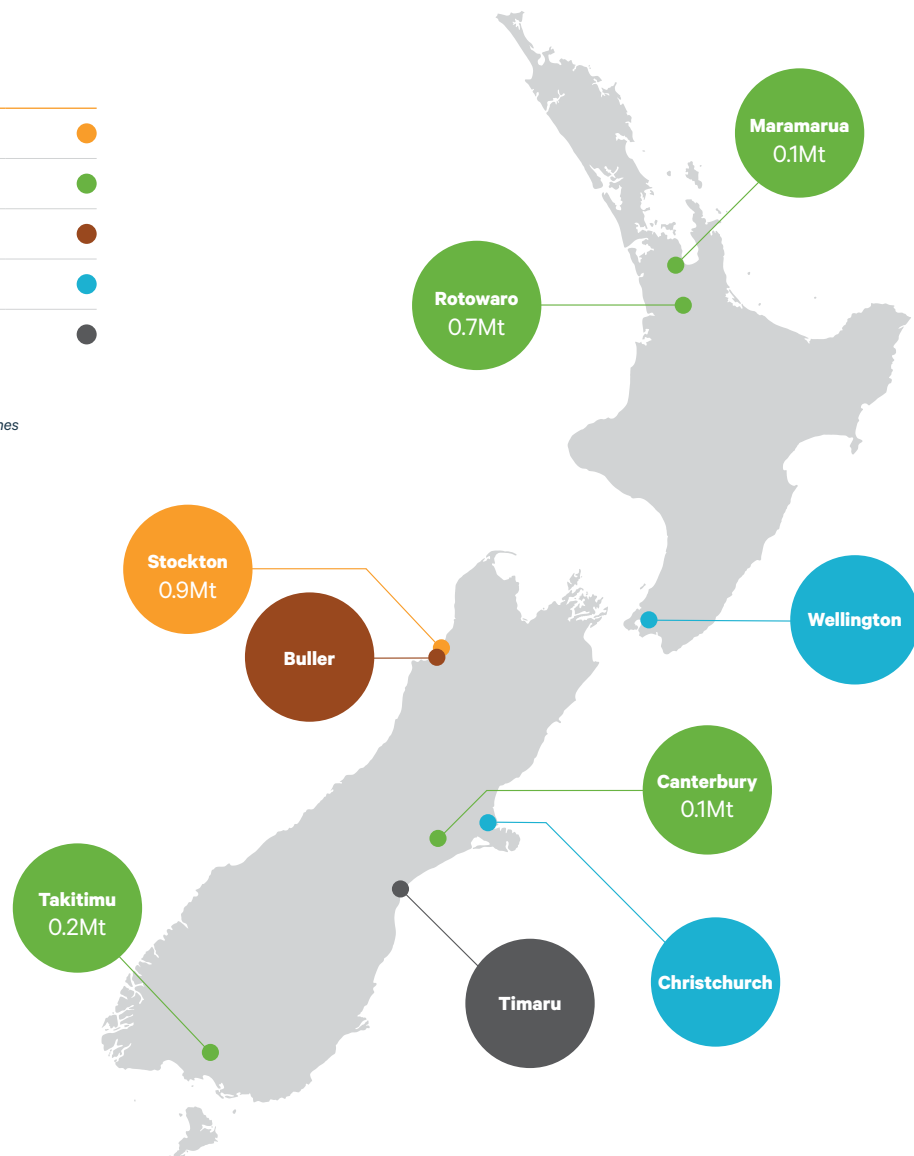 Maramarua
0.1Mt
Rotowaro
0.7Mt
nes
Stockton
0.9Mt
Wellington
Buller
Canterbury
0.1Mt
Takitimu
0.2Mt
Christchurch
Timaru